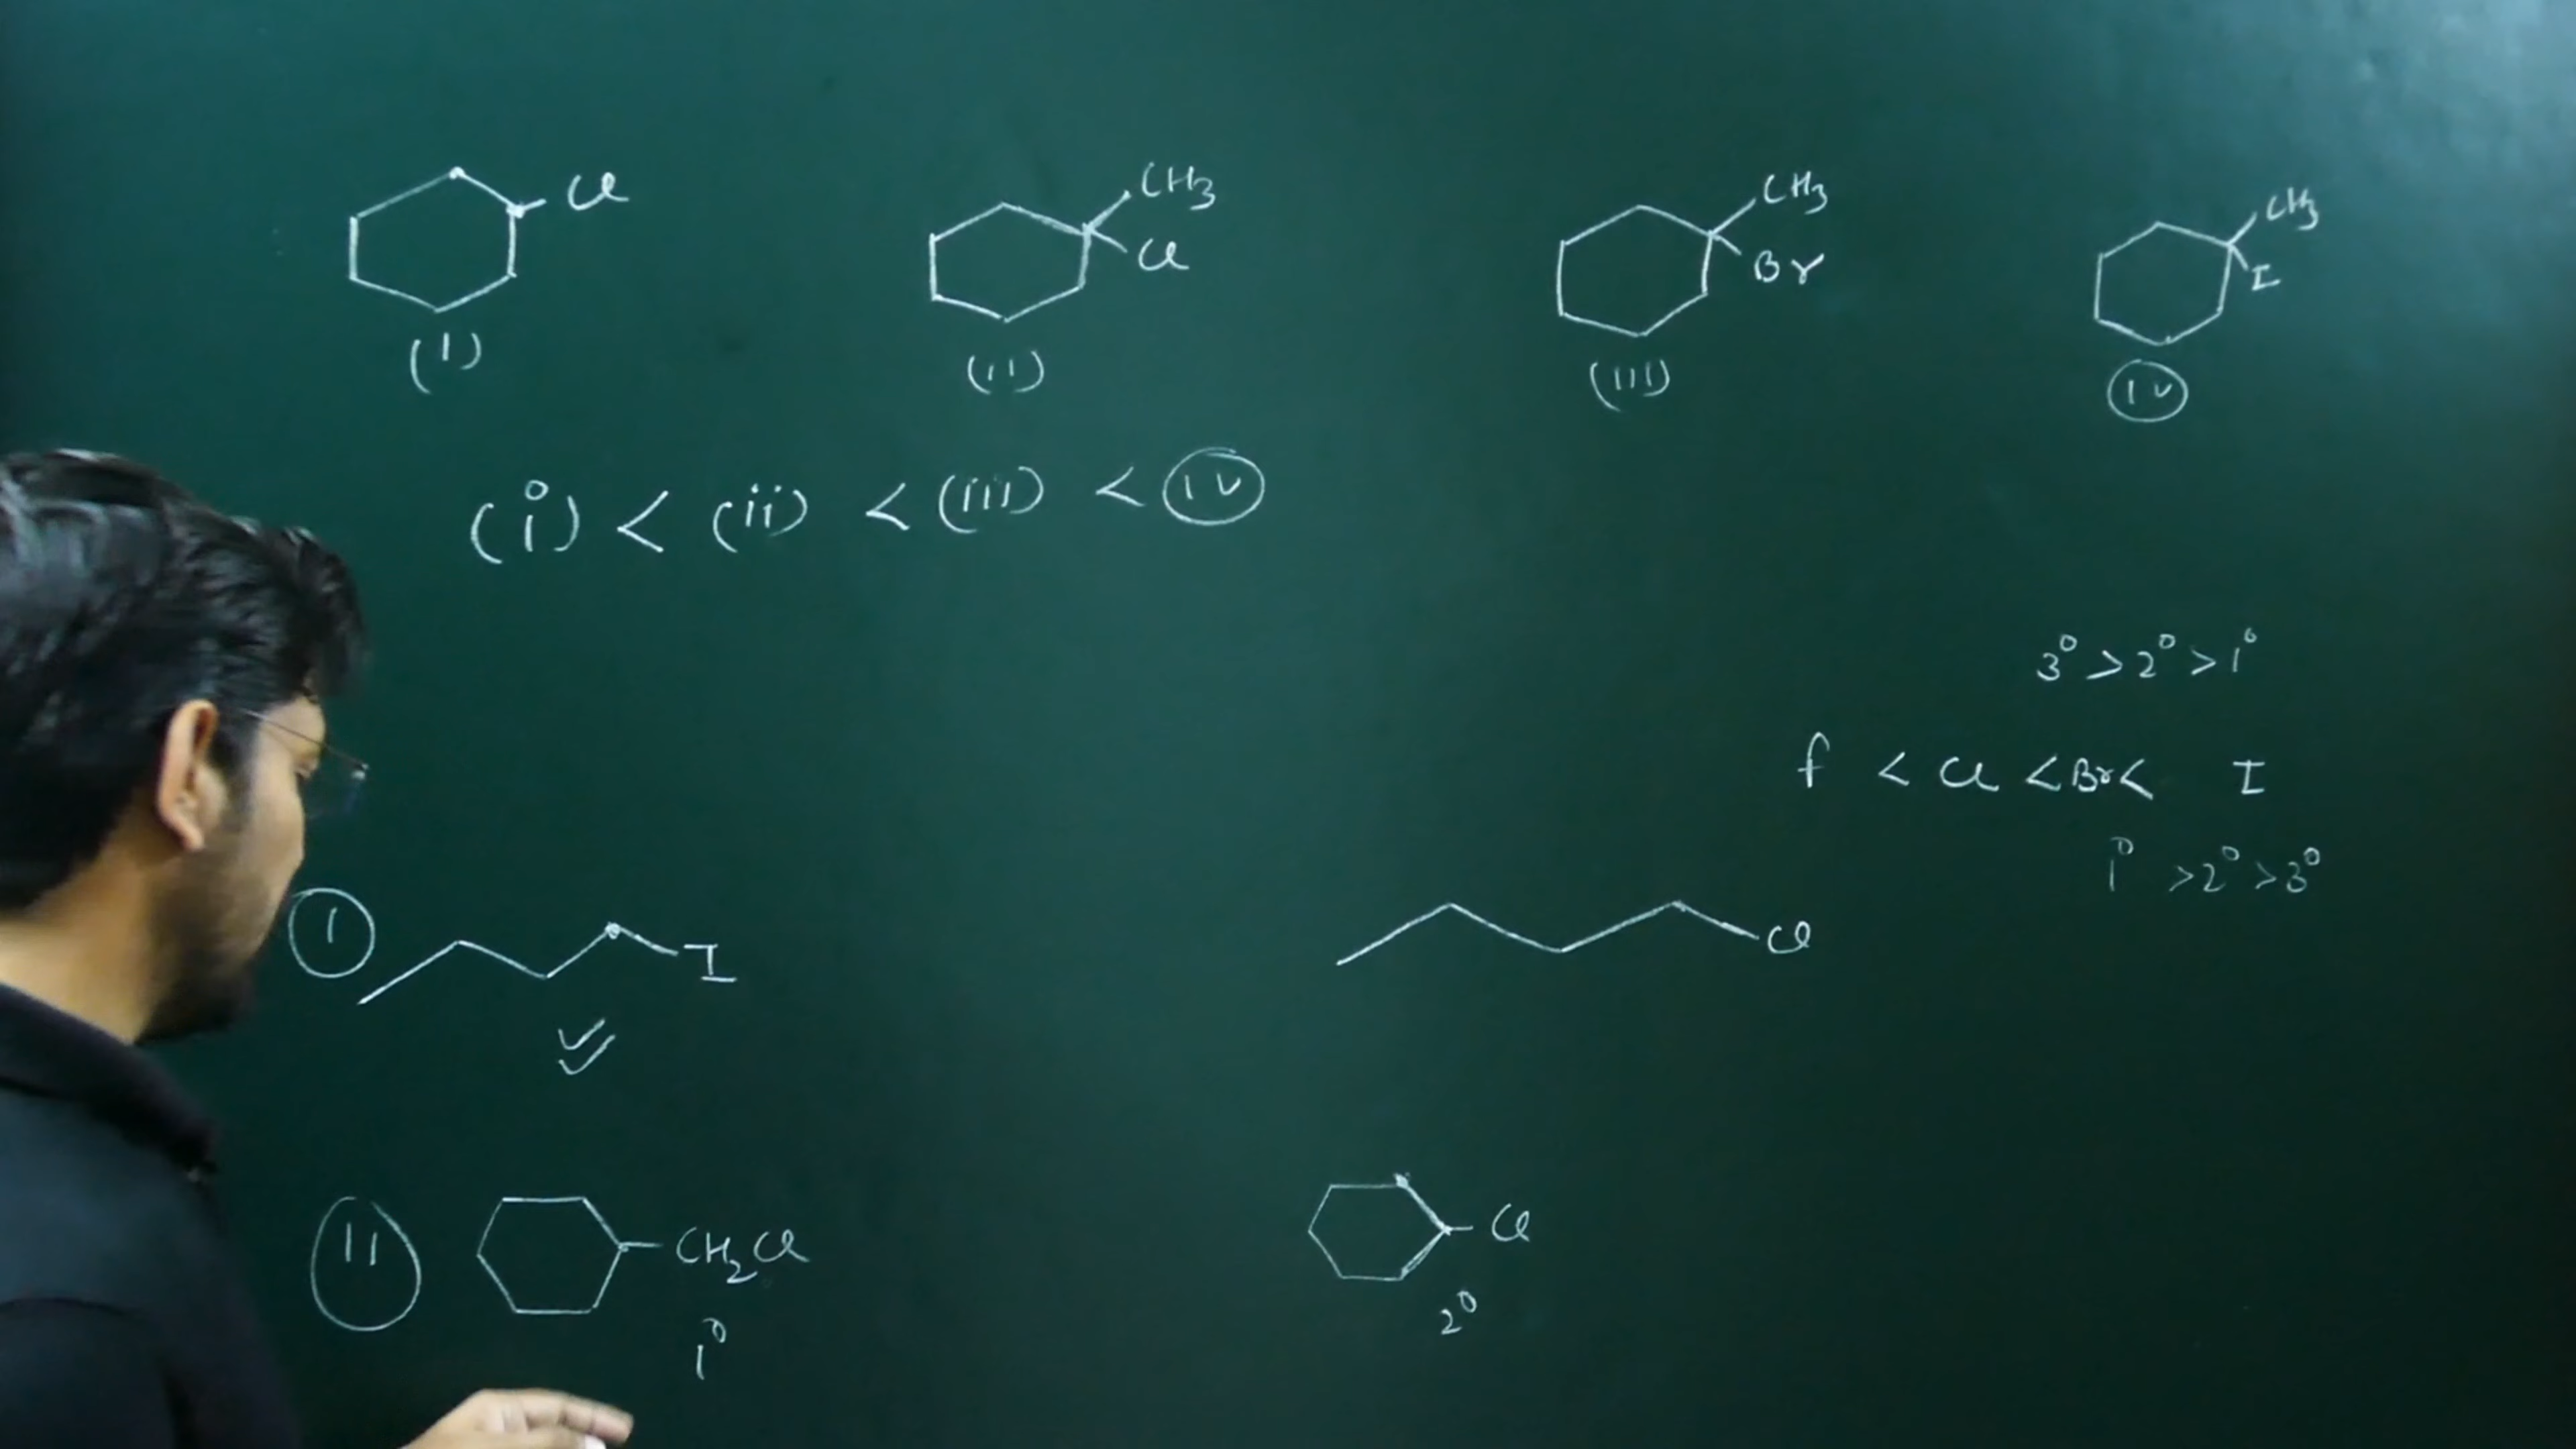 Cl
CH3
Cl
CH3
Br
CH3
I
(I)
(ii)
(iii)
iv
(i) < (ii) < (iii) < iv
3° > 2° > 1°
f < Cl < Br < I
1° > 2° > 3°
I
I
Cl
II
CH2Cl
Cl
1°
2°